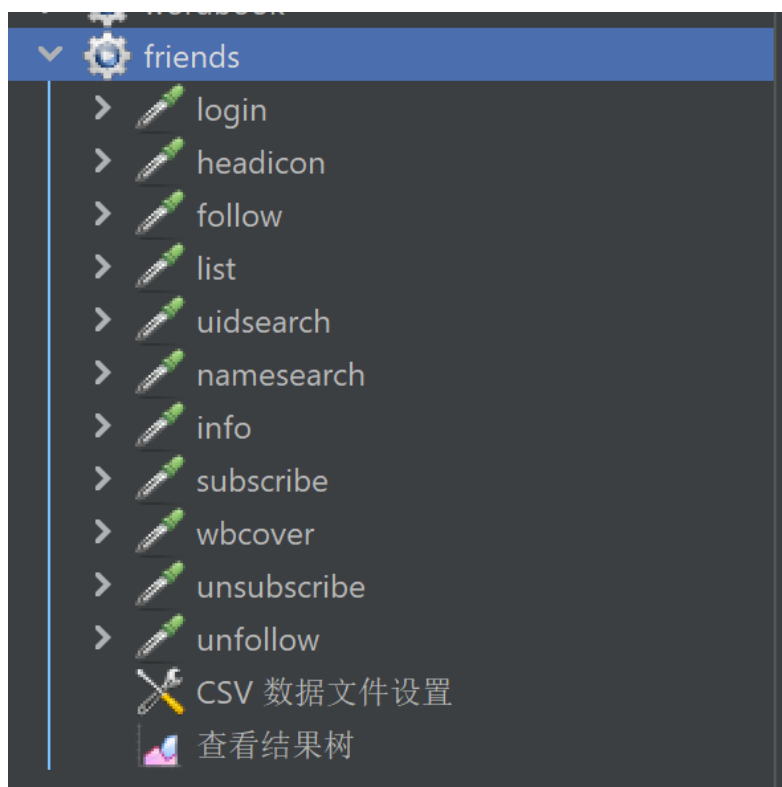 wordbook
friends
login
headicon
follow
list
uidsearch
namesearch
info
subscribe
wbcover
unsubscribe
unfollow
CSV 数据文件设置
查看结果树